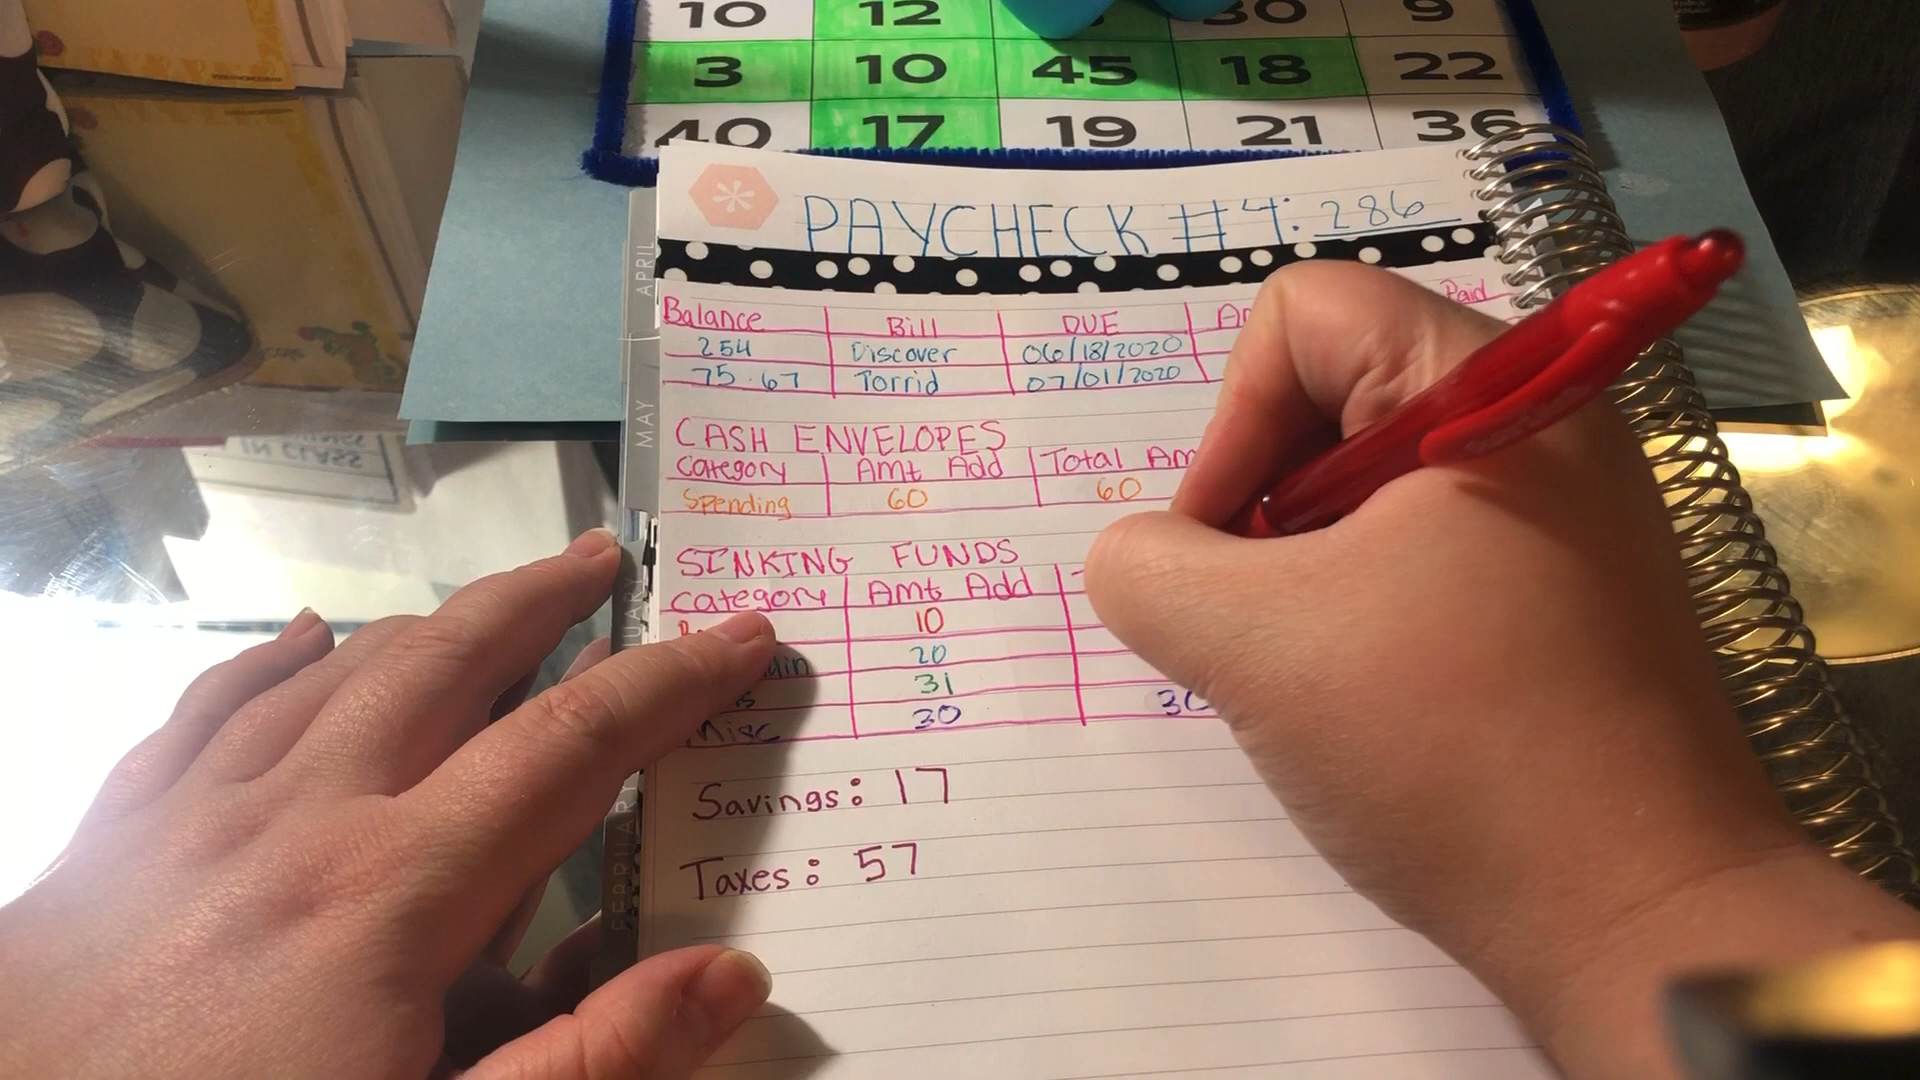 10 12 30 9
3 10 45 18 22
40 17 19 21 36
PAYCHECK #4: 286
Paid
Balance Bill DUE
254 Discover 06/18/2020
75.67 Torrid 07/01/2020
CASH ENVELOPES
Category Amt Add Total Am
Spending 60 60
SINKING FUNDS
Category Amt Add
10
20
31
Misc 30 30
Savings: 17
Taxes: 57
APRIL
MAY
FEBRUARY
IN CLASS